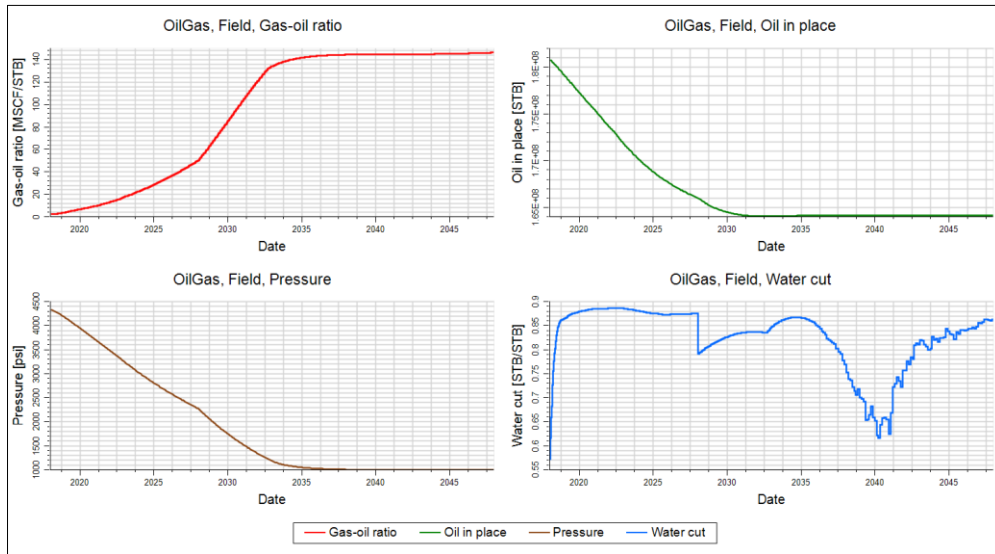 OilGas, Field, Gas-oil ratio
Gas-oil ratio [MSCF/STB]
0 20 40 60 80 100 120 140
2020 2025 2030 2035 2040 2045
Date
OilGas, Field, Oil in place
Oil in place [STB]
1.65E+08 1.7E+08 1.75E+08 1.8E+08
2020 2025 2030 2035 2040 2045
Date
OilGas, Field, Pressure
Pressure [psi]
1000 1500 2000 2500 3000 3500 4000 4500
2020 2025 2030 2035 2040 2045
Date
OilGas, Field, Water cut
Water cut [STB/STB]
0.55 0.6 0.65 0.7 0.75 0.8 0.85 0.9
2020 2025 2030 2035 2040 2045
Date
Gas-oil ratio Oil in place Pressure Water cut